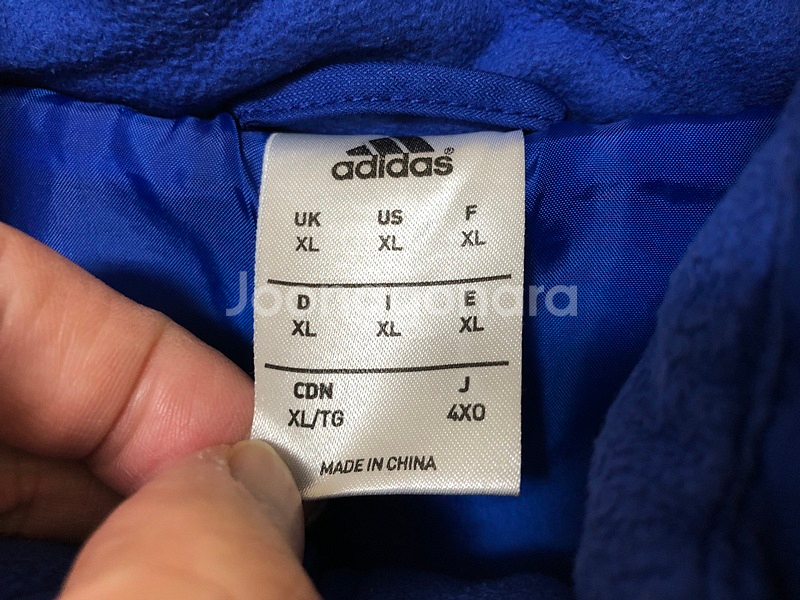 adidas®
UK US F
XL XL XL
D I E
XL XL XL
CDN J
XL/TG 4XO
MADE IN CHINA